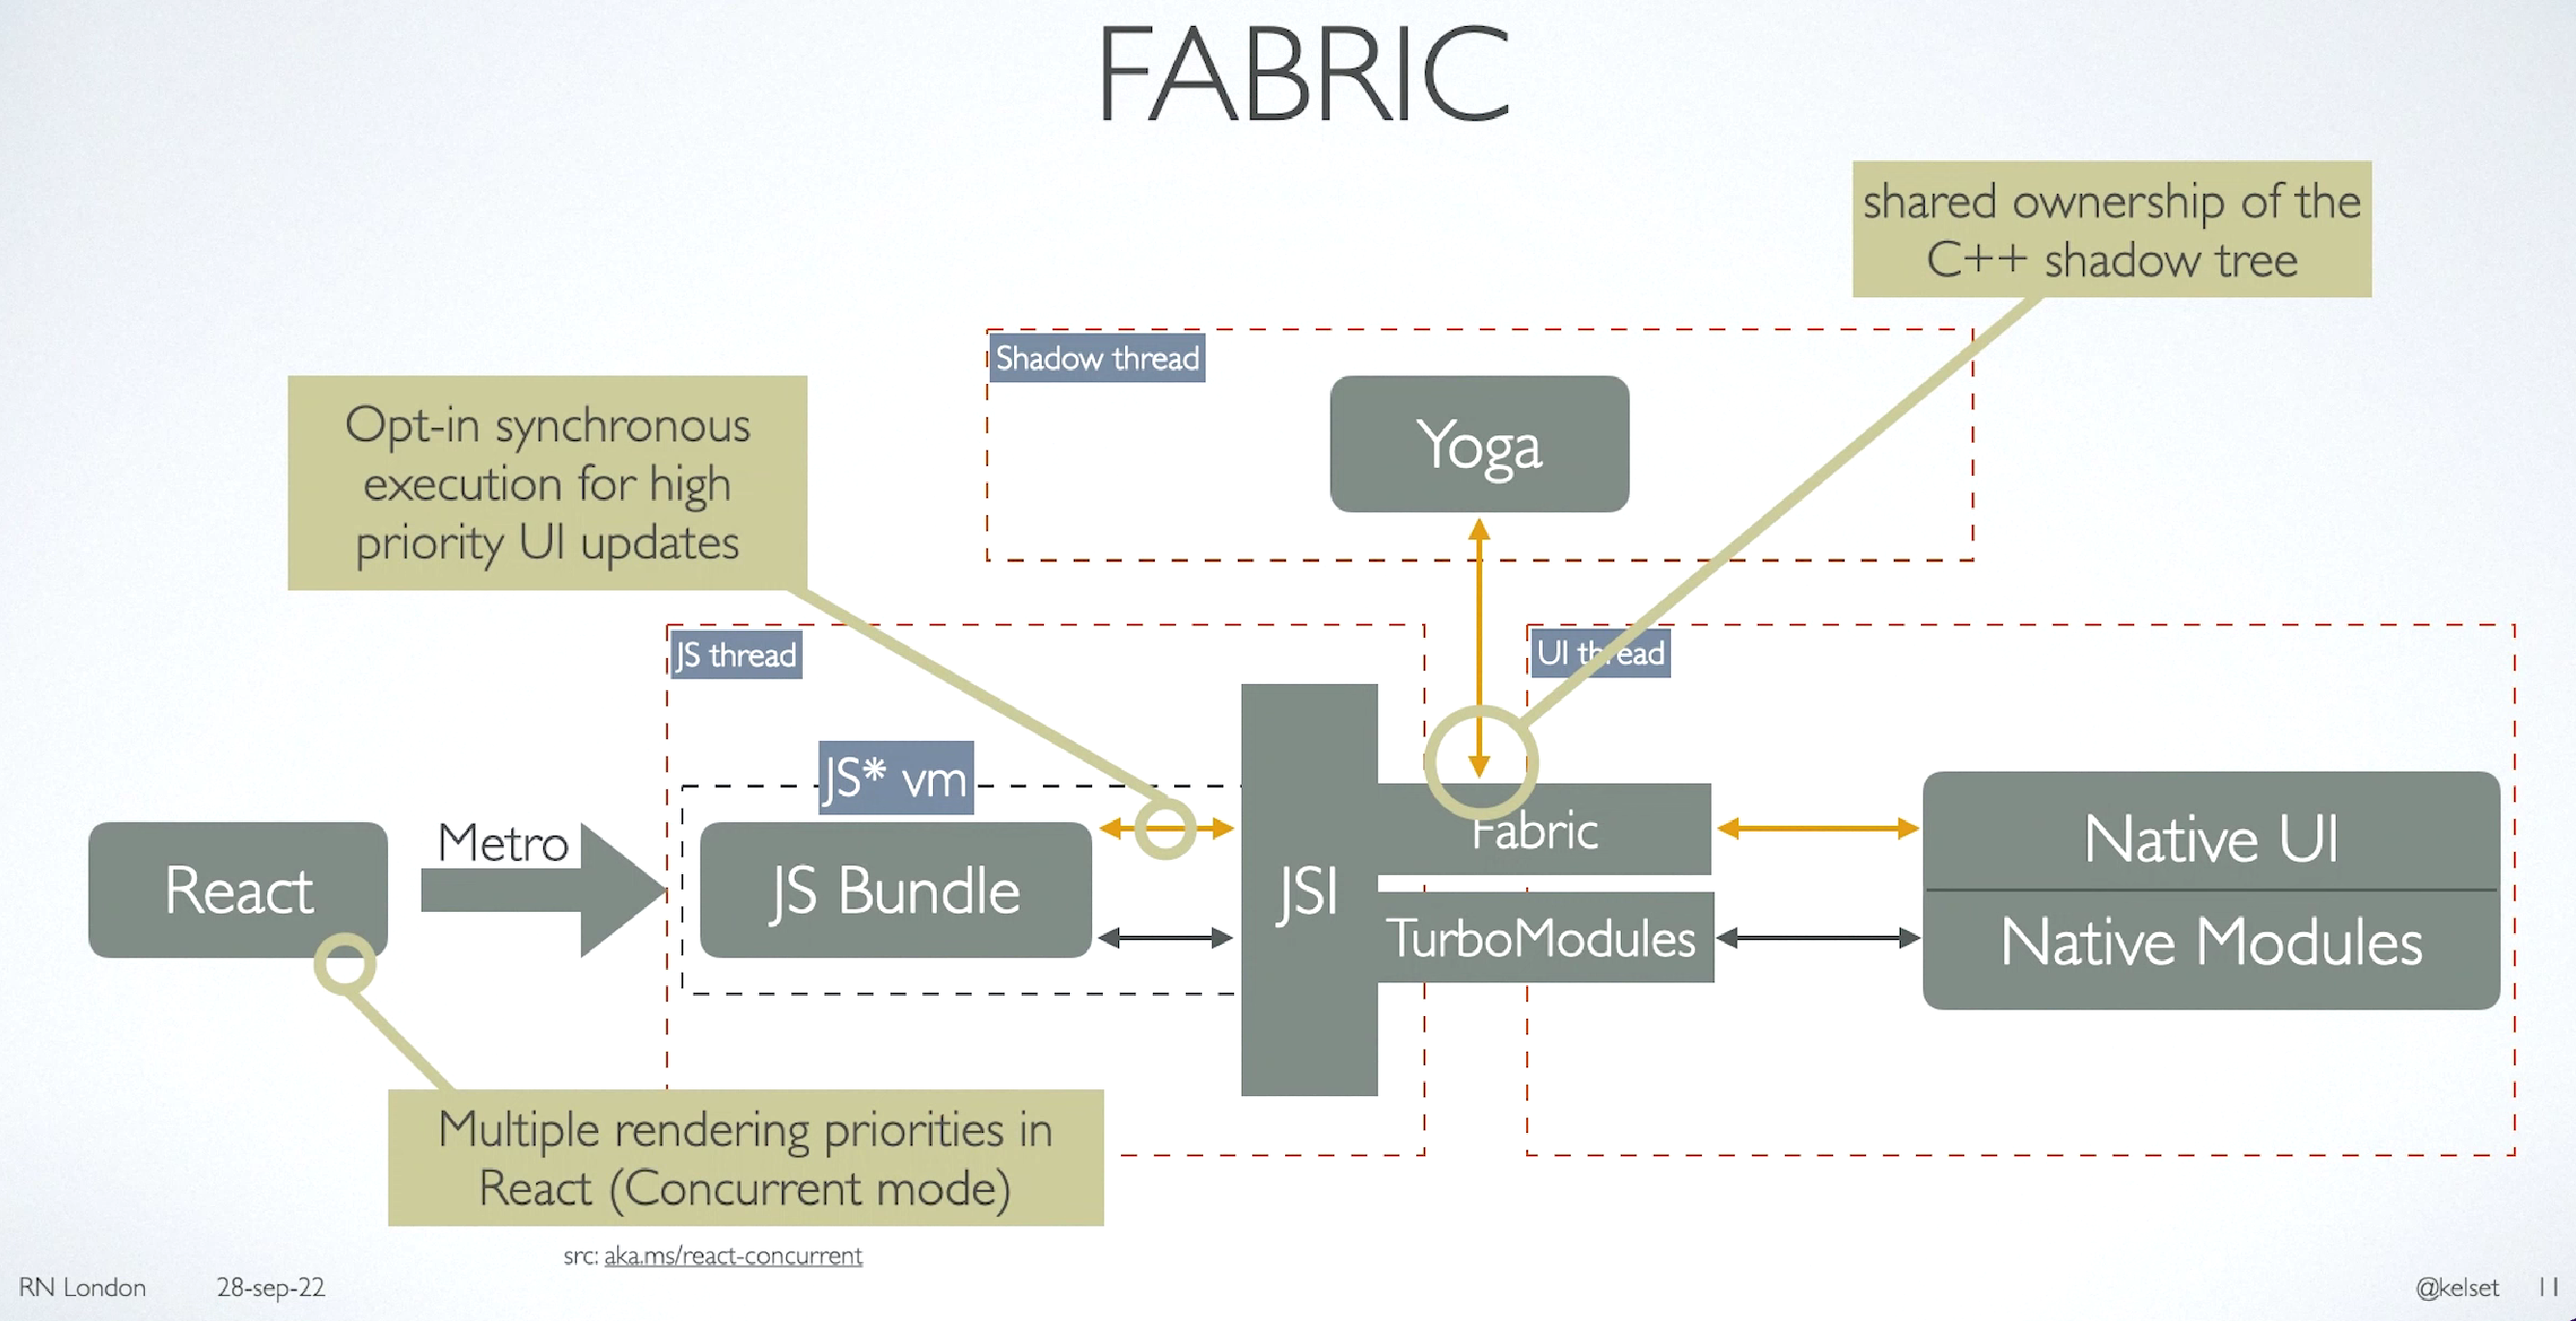 FABRIC
shared ownership of the
C++ shadow tree
Shadow thread
Yoga
Opt-in synchronous
execution for high
priority UI updates
JS thread
UI thread
JS* vm
React
Metro
JS Bundle
JSI
Fabric
TurboModules
Native UI
Native Modules
Multiple rendering priorities in
React (Concurrent mode)
src: aka.ms/react-concurrent
RN London 28-sep-22 @kelset 11